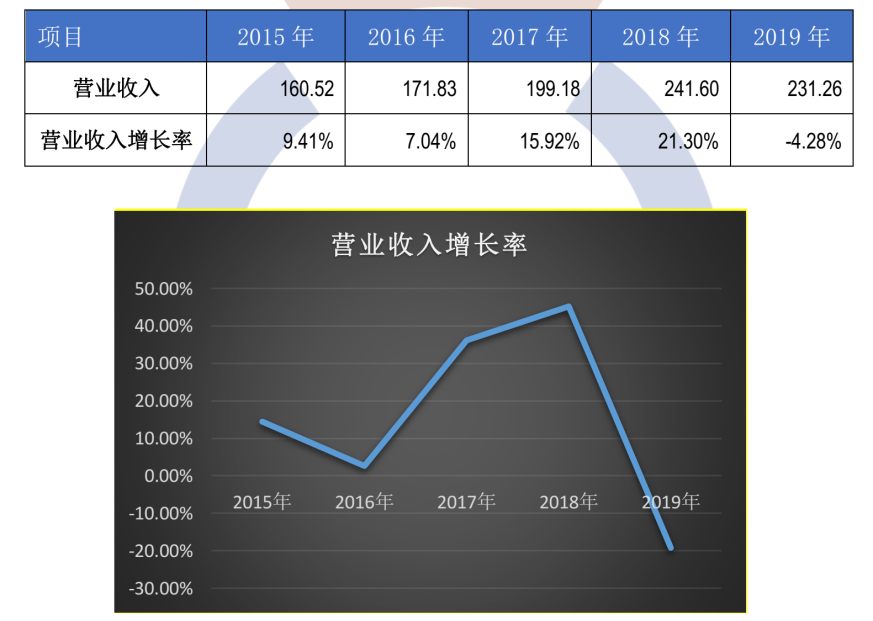 项目 2015 年 2016 年 2017 年 2018 年 2019 年
营业收入 160.52 171.83 199.18 241.60 231.26
营业收入增长率 9.41% 7.04% 15.92% 21.30% -4.28%
营业收入增长率
50.00%
40.00%
30.00%
20.00%
10.00%
0.00%
2015年 2016年 2017年 2018年 2019年
-10.00%
-20.00%
-30.00%